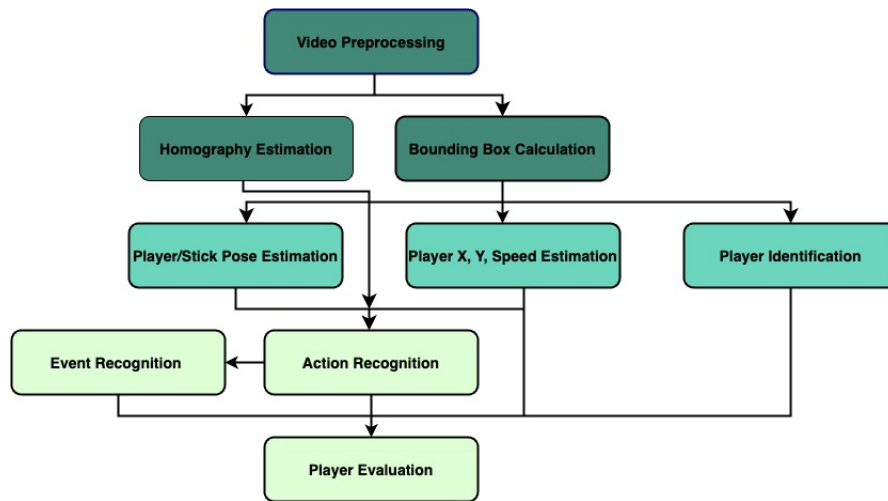 Video Preprocessing
Homography Estimation
Bounding Box Calculation
Player/Stick Pose Estimation
Player X, Y, Speed Estimation
Player Identification
Event Recognition
Action Recognition
Player Evaluation